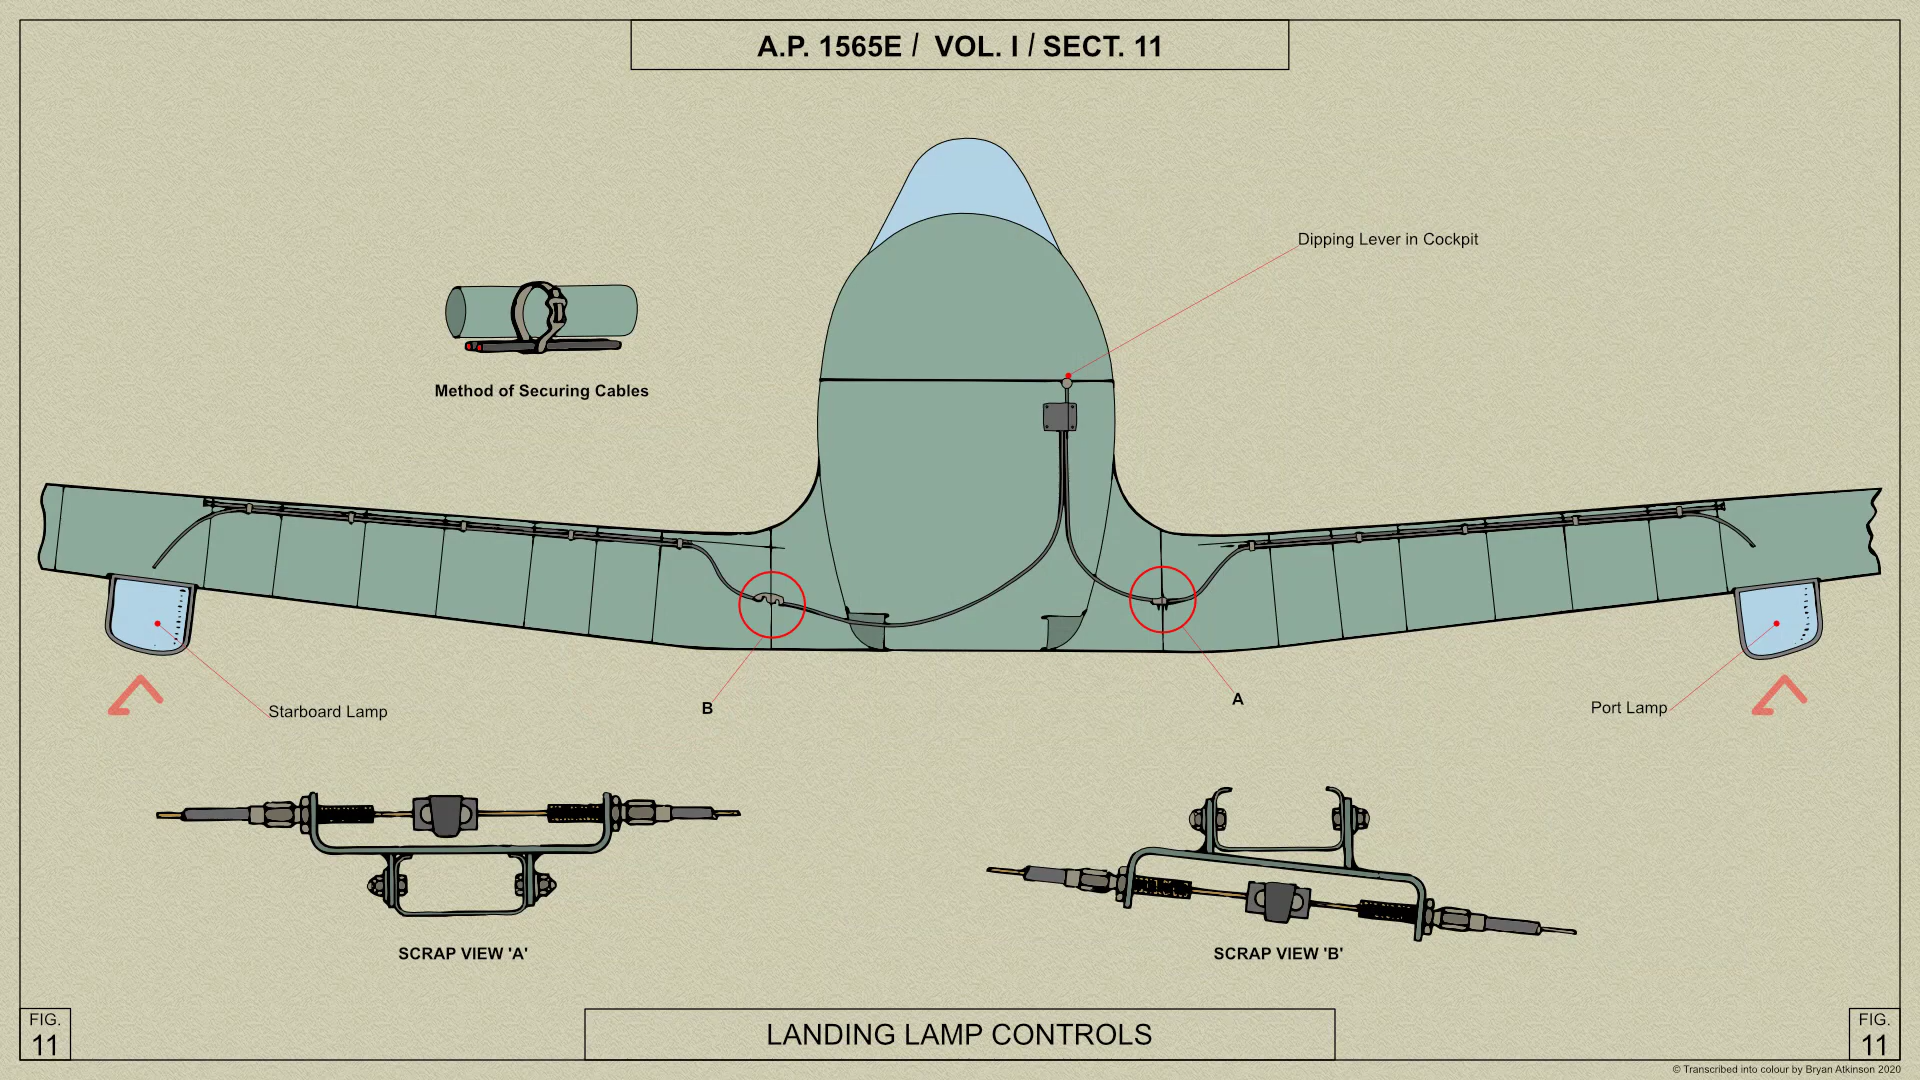 A.P. 1565E / VOL. I / SECT. 11
Dipping Lever in Cockpit
Method of Securing Cables
Starboard Lamp
B
A
Port Lamp
SCRAP VIEW 'A'
SCRAP VIEW 'B'
FIG.
11
LANDING LAMP CONTROLS
FIG.
11
© Transcribed into colour by Bryan Atkinson 2020